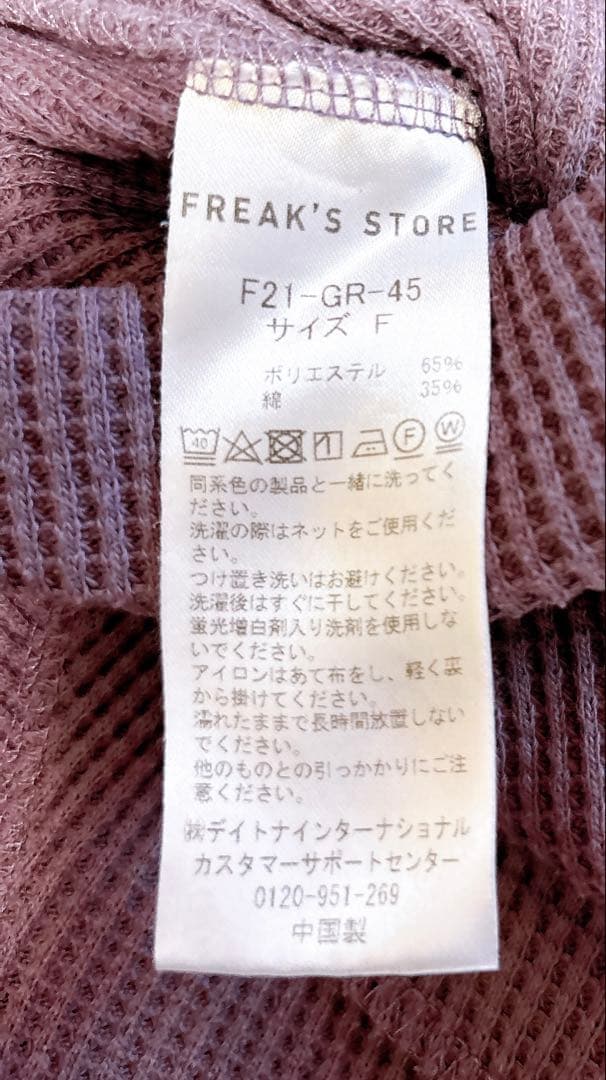 FREAK'S STORE
F21-GR-45
サイズ F
ポリエステル 65%
綿 35%
40
F W
同系色の製品と一緒に洗ってく
ださい。
洗濯の際はネットをご使用くだ
さい。
つけ置き洗いはお避けください。
洗濯後はすぐに干してください。
蛍光増白剤入り洗剤を使用しな
いでください。
アイロンはあて布をし、軽く裏
から掛けてください。
濡れたままで長時間放置しない
でください。
他のものとの引っかかりにご注
意ください。
㈱デイトナインターナショナル
カスタマーサポートセンター
0120-951-269
中国製